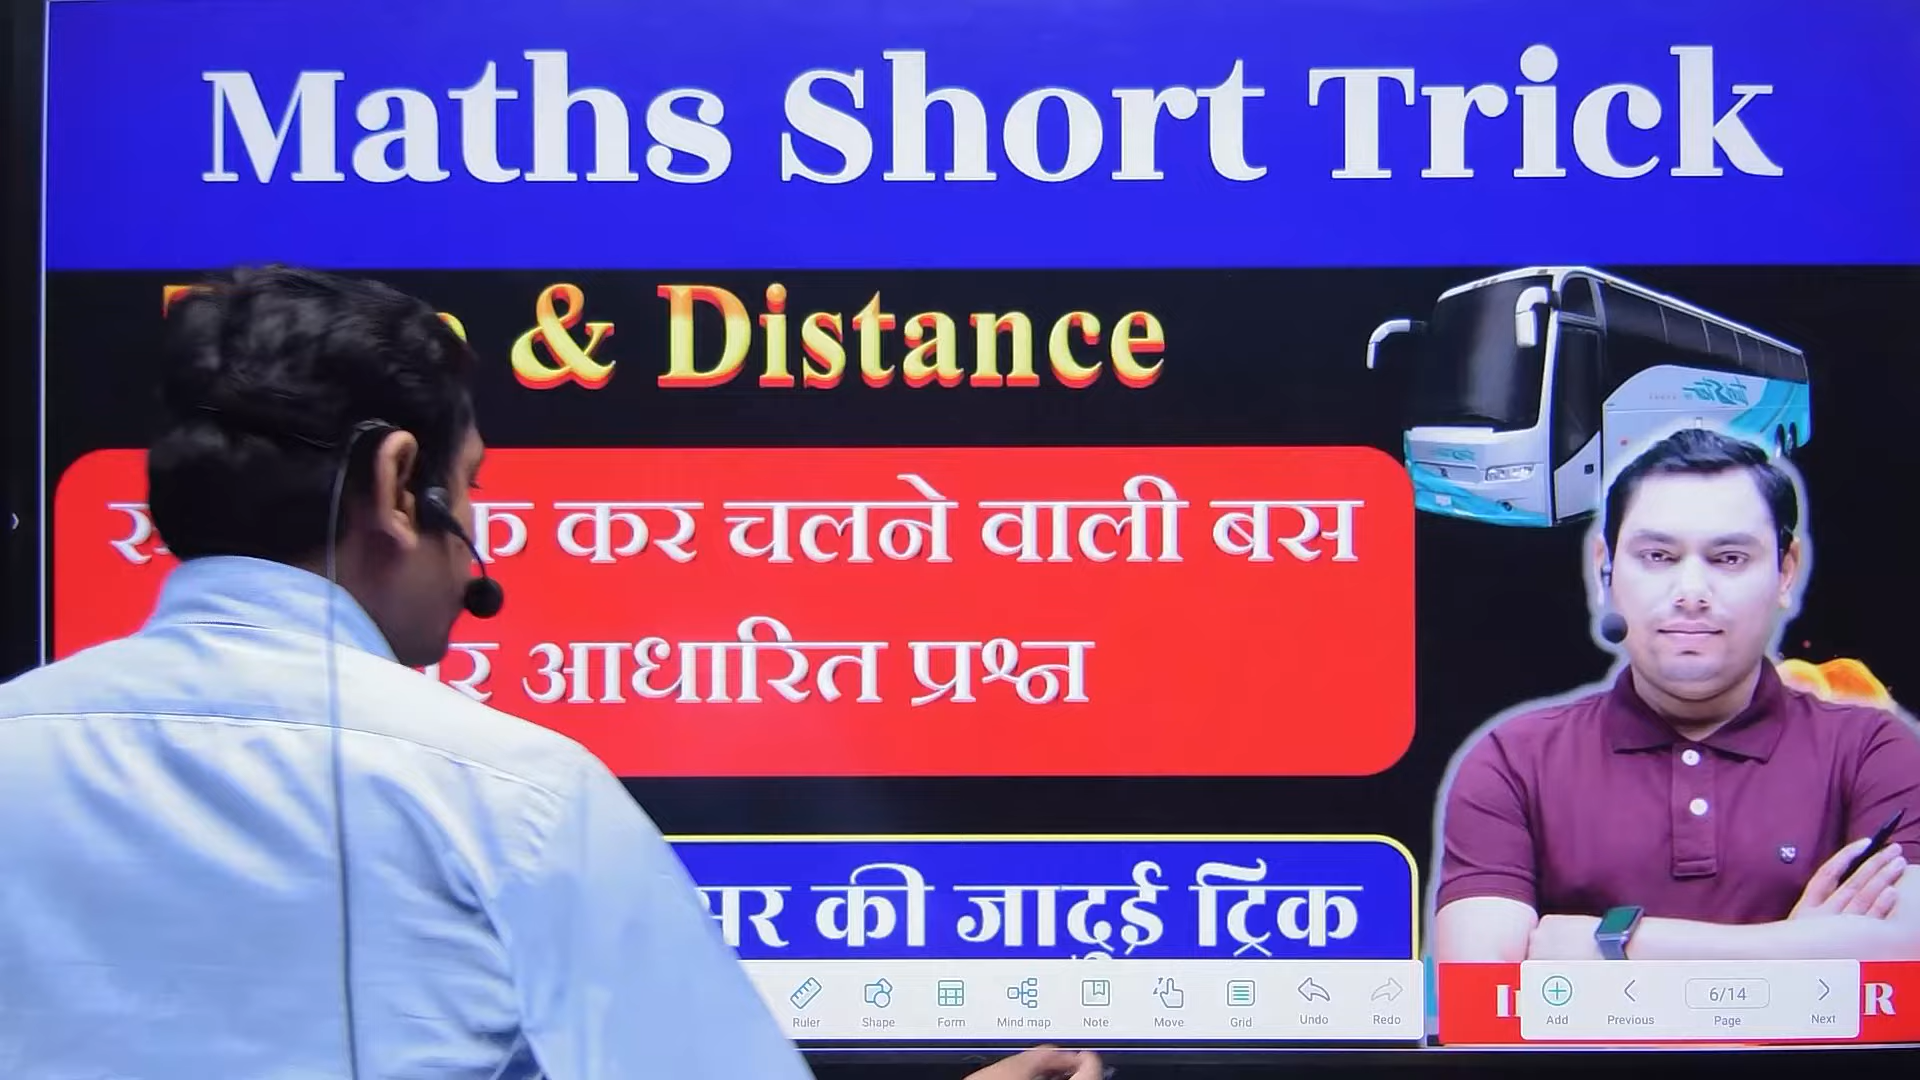 Maths Short Trick
& Distance
कर चलने वाली बस
आधारित प्रश्न
सर की जादुई ट्रिक
Ruler Shape Form Mind map Note Move Grid Undo Redo
Add Previous 6/14 Page Next